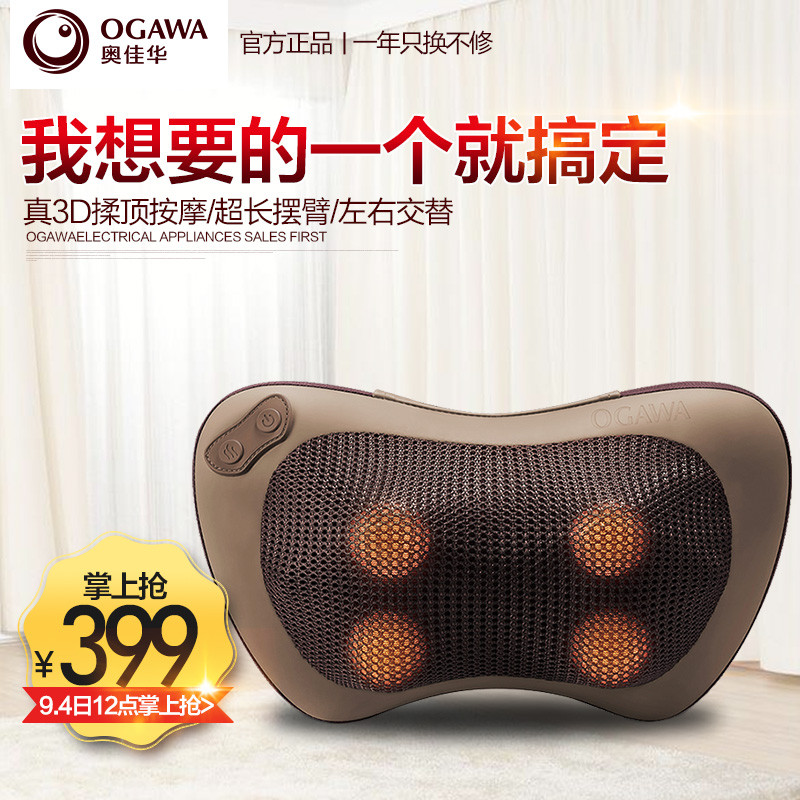 OGAWA
奥佳华
官方正品 | 一年只换不修
我想要的一个就搞定
真3D揉顶按摩/超长摆臂/左右交替
OGAWAELECTRICAL APPLIANCES SALES FIRST
OGAWA
掌上抢
¥399
9.4日12点掌上抢>